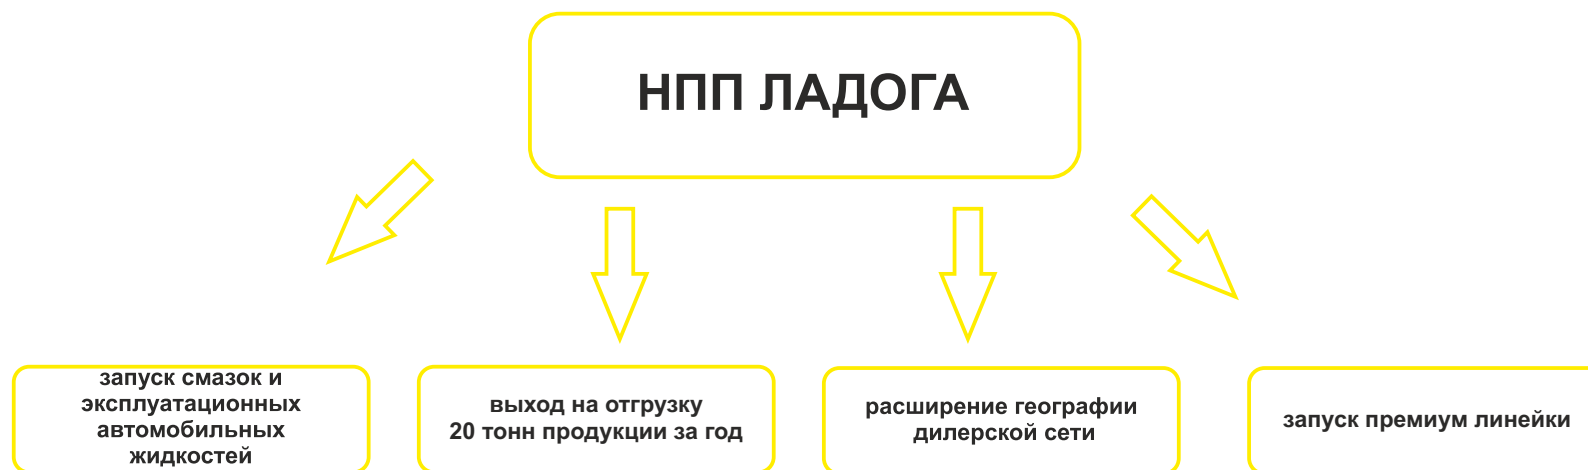 НПП ЛАДОГА
запуск смазок и
эксплуатационных
автомобильных
жидкостей
выход на отгрузку
20 тонн продукции за год
расширение географии
дилерской сети
запуск премиум линейки